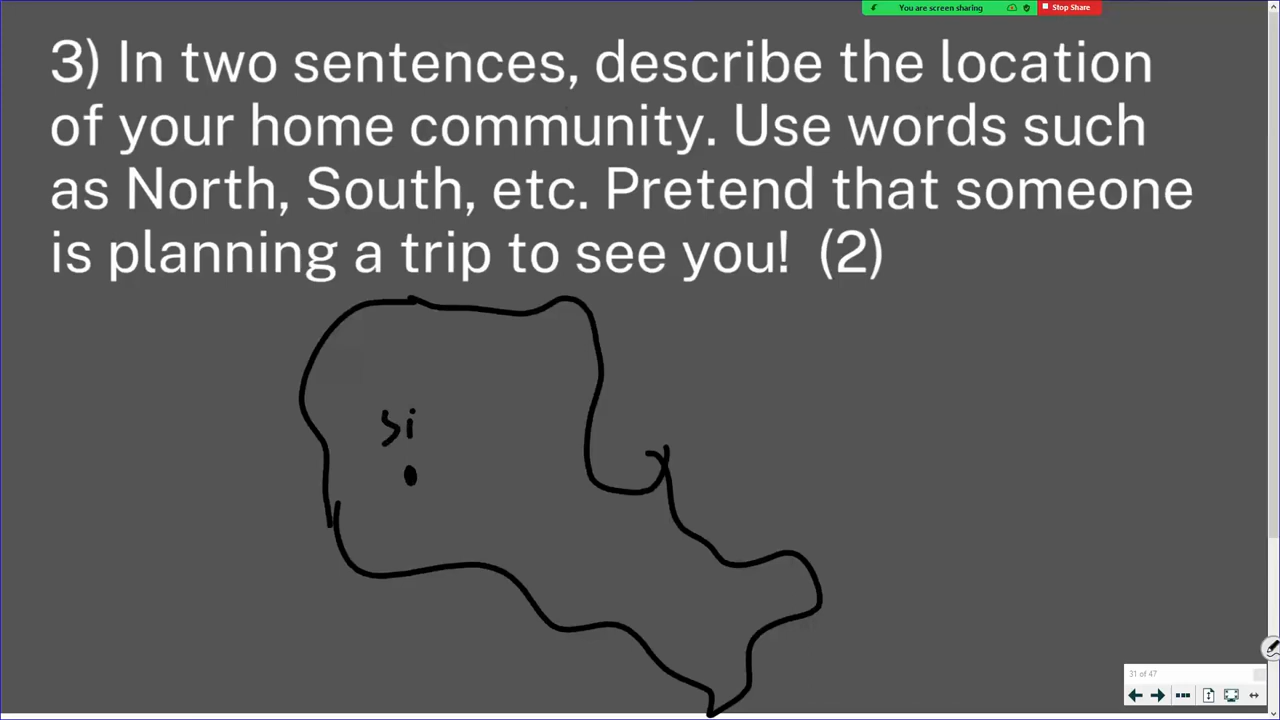 You are screen sharing
Stop Share
3) In two sentences, describe the location
of your home community. Use words such
as North, South, etc. Pretend that someone
is planning a trip to see you! (2)
Si
31 of 47